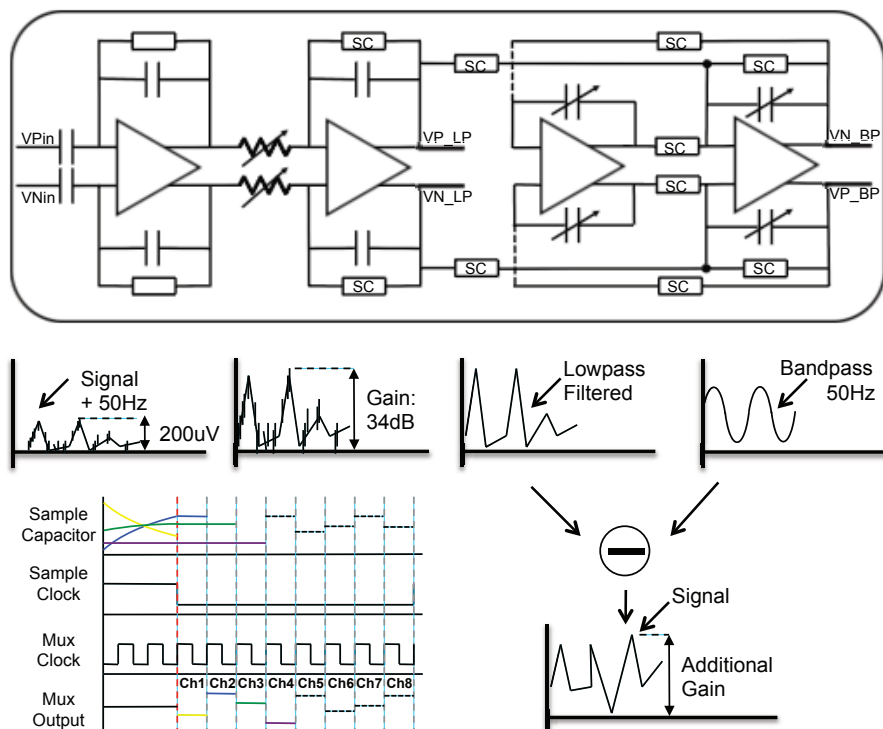 SC
SC
SC
SC
SC
VPin
VP_LP
SC
VN_BP
VNin
VN_LP
SC
VP_BP
SC
SC
SC
SC
SC
Signal
+ 50Hz
200uV
Gain:
34dB
Lowpass
Filtered
Bandpass
50Hz
Sample
Capacitor
Sample
Clock
Mux
Clock
Ch1 Ch2 Ch3 Ch4 Ch5 Ch6 Ch7 Ch8
Mux
Output
Signal
Additional
Gain